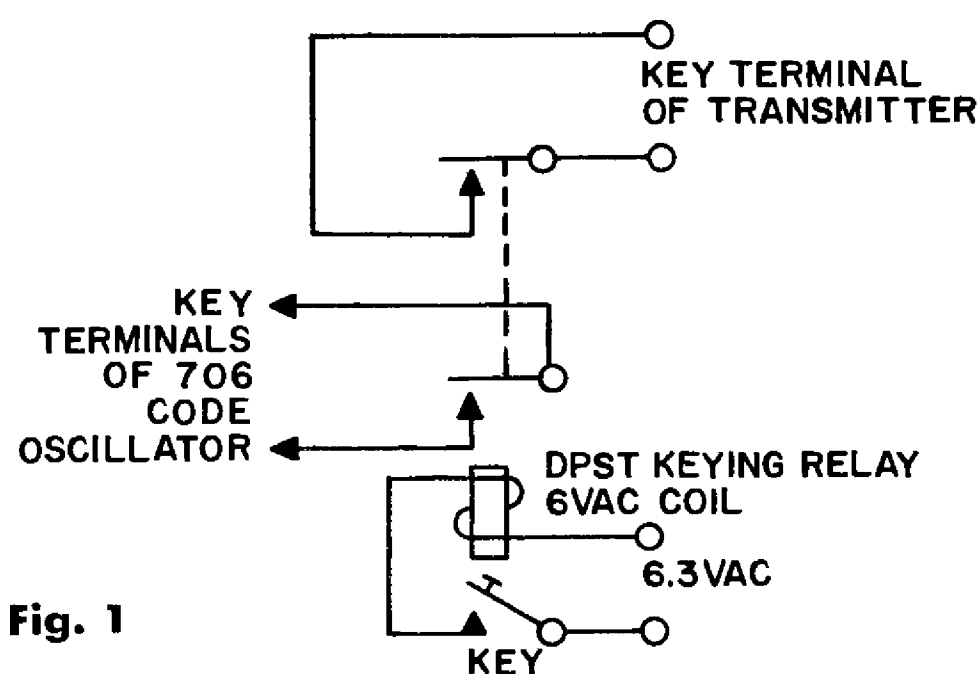 KEY TERMINAL
OF TRANSMITTER
KEY
TERMINALS
OF 706
CODE
OSCILLATOR
DPST KEYING RELAY
6VAC COIL
6.3VAC
Fig. 1
KEY